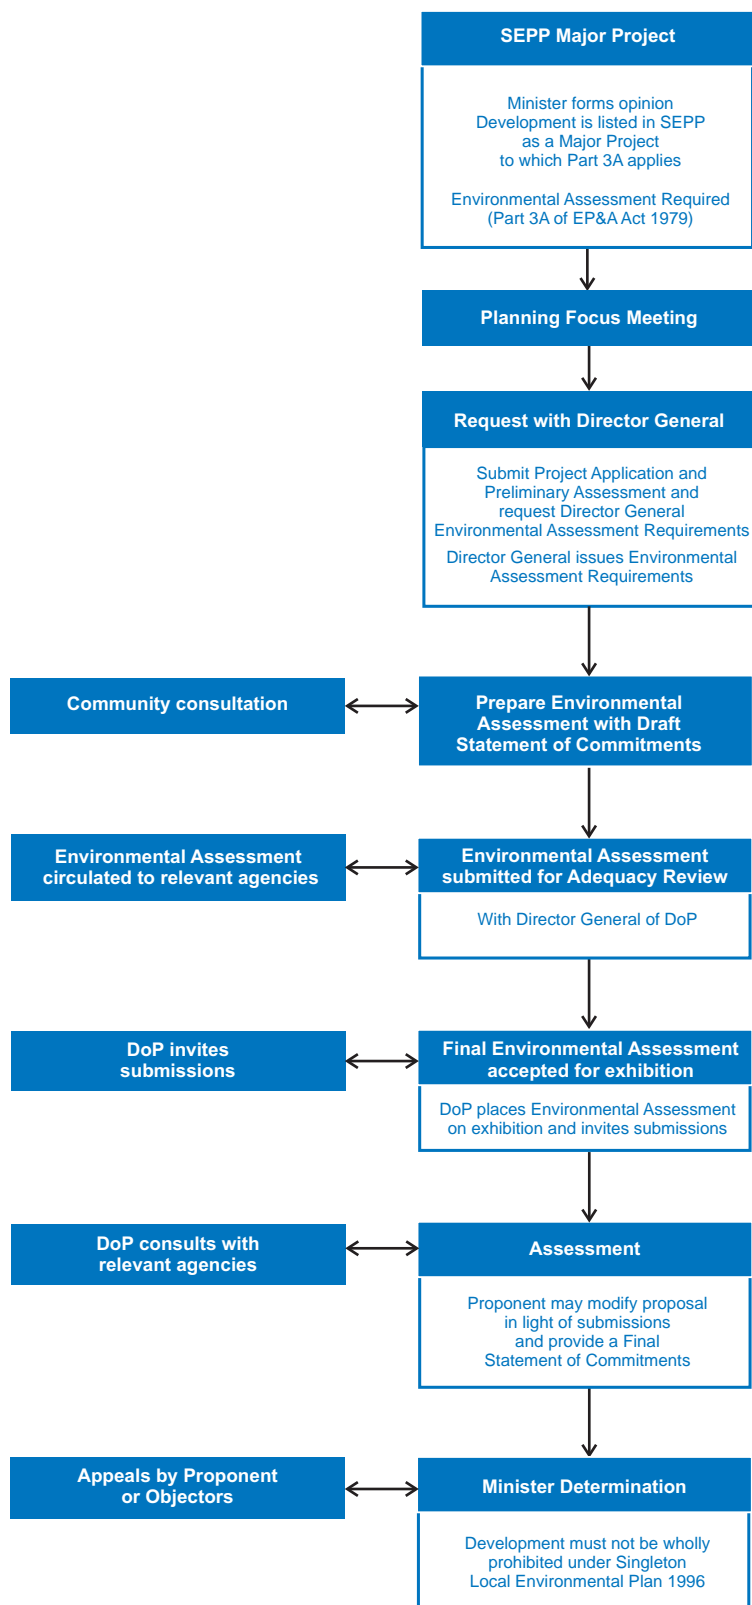 SEPP Major Project
Minister forms opinion
Development is listed in SEPP
as a Major Project
to which Part 3A applies
Environmental Assessment Required
(Part 3A of EP&A Act 1979)
Planning Focus Meeting
Request with Director General
Submit Project Application and
Preliminary Assessment and
request Director General
Environmental Assessment Requirements
Director General issues Environmental
Assessment Requirements
Community consultation
Prepare Environmental
Assessment with Draft
Statement of Commitments
Environmental Assessment
circulated to relevant agencies
Environmental Assessment
submitted for Adequacy Review
With Director General of DoP
DoP invites
submissions
Final Environmental Assessment
accepted for exhibition
DoP places Environmental Assessment
on exhibition and invites submissions
DoP consults with
relevant agencies
Assessment
Proponent may modify proposal
in light of submissions
and provide a Final
Statement of Commitments
Appeals by Proponent
or Objectors
Minister Determination
Development must not be wholly
prohibited under Singleton
Local Environmental Plan 1996